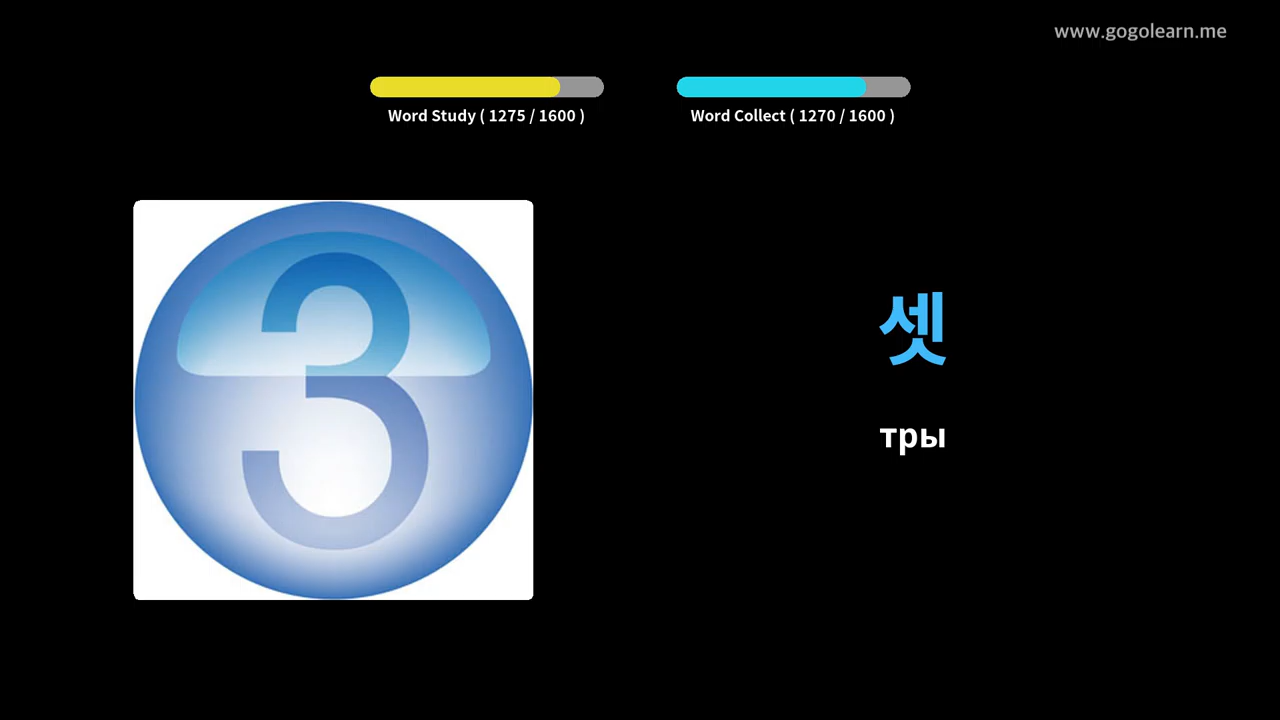 www.gogolearn.me
Word Study ( 1275 / 1600 )
Word Collect ( 1270 / 1600 )
3
셋
тры